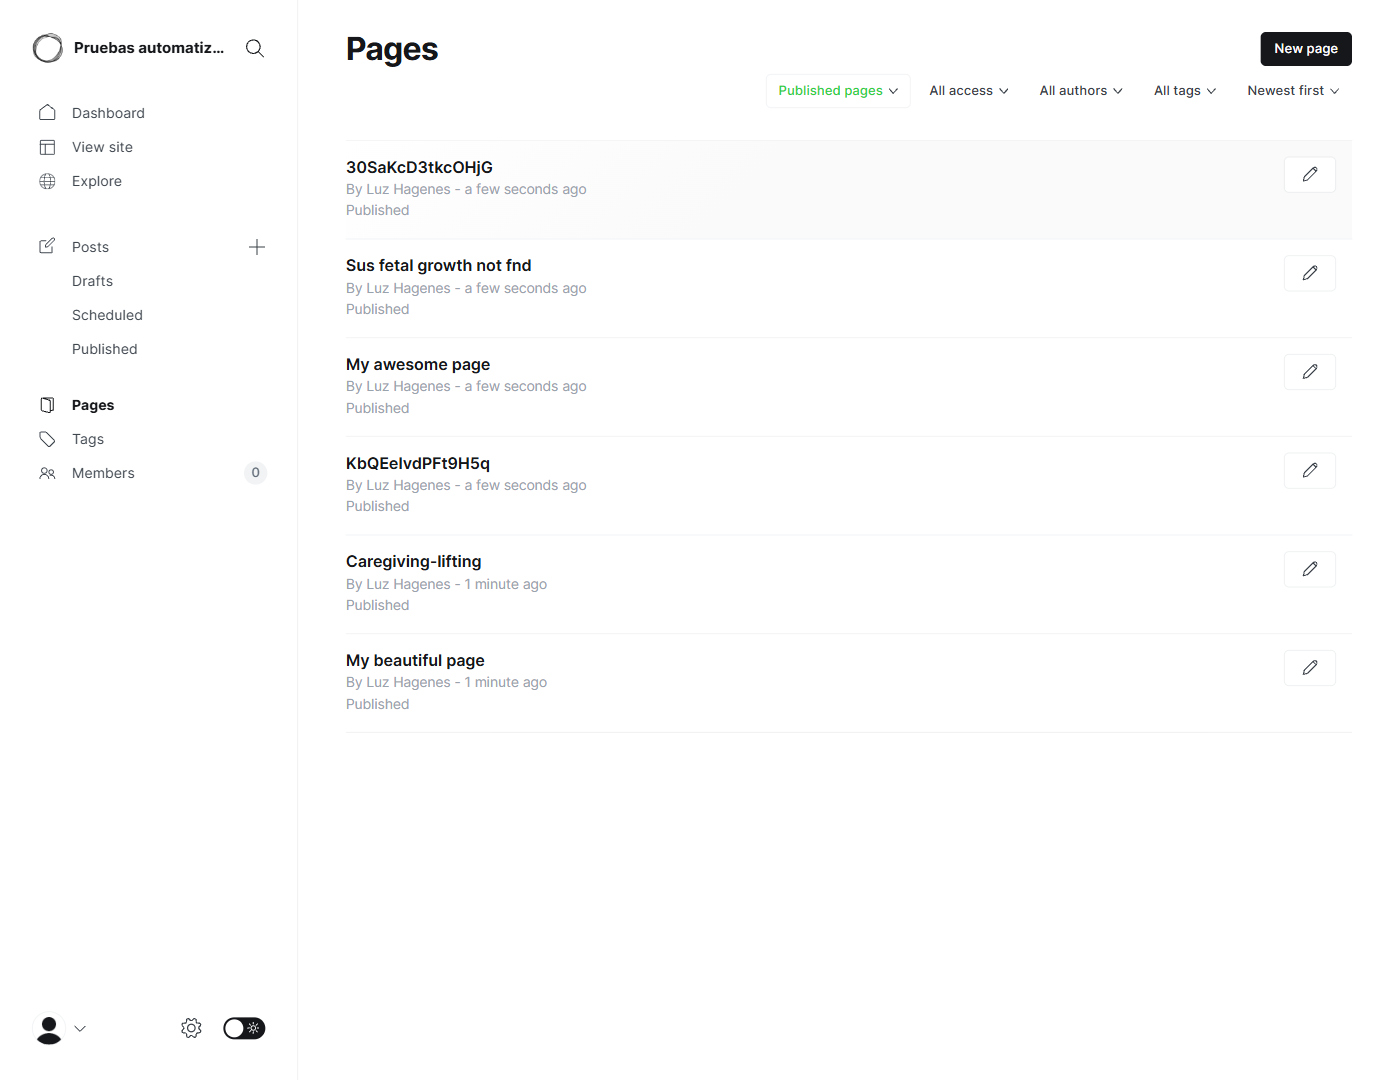 Pruebas automatiz...
Dashboard
View site
Explore
Posts
Drafts
Scheduled
Published
Pages
Tags
Members
0
Pages
New page
Published pages
All access
All authors
All tags
Newest first
30SaKcD3tkcOHjG
By Luz Hagenes - a few seconds ago
Published
Sus fetal growth not fnd
By Luz Hagenes - a few seconds ago
Published
My awesome page
By Luz Hagenes - a few seconds ago
Published
KbQEeIvdPFt9H5q
By Luz Hagenes - a few seconds ago
Published
Caregiving-lifting
By Luz Hagenes - 1 minute ago
Published
My beautiful page
By Luz Hagenes - 1 minute ago
Published